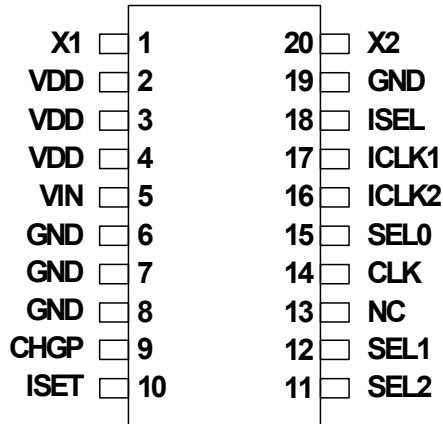 X1 1 20 X2
VDD 2 19 GND
VDD 3 18 ISEL
VDD 4 17 ICLK1
VIN 5 16 ICLK2
GND 6 15 SEL0
GND 7 14 CLK
GND 8 13 NC
CHGP 9 12 SEL1
ISET 10 11 SEL2